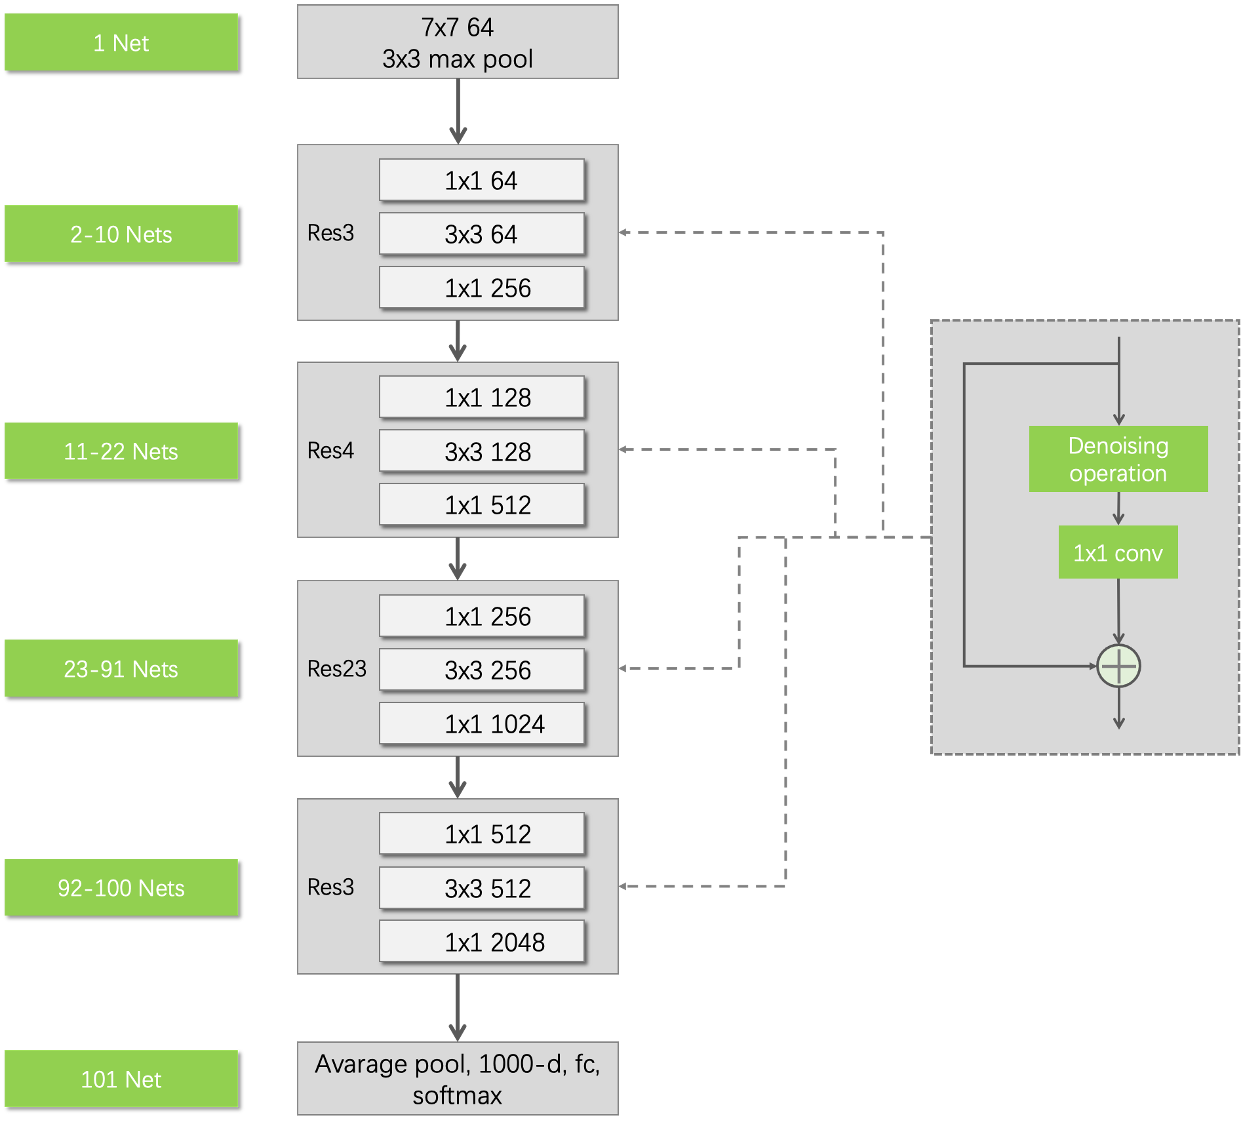 1 Net
7x7 64
3x3 max pool
2-10 Nets
Res3
1x1 64
3x3 64
1x1 256
11-22 Nets
Res4
1x1 128
3x3 128
1x1 512
23-91 Nets
Res23
1x1 256
3x3 256
1x1 1024
92-100 Nets
Res3
1x1 512
3x3 512
1x1 2048
101 Net
Avarage pool, 1000-d, fc,
softmax
Denoising
operation
1x1 conv